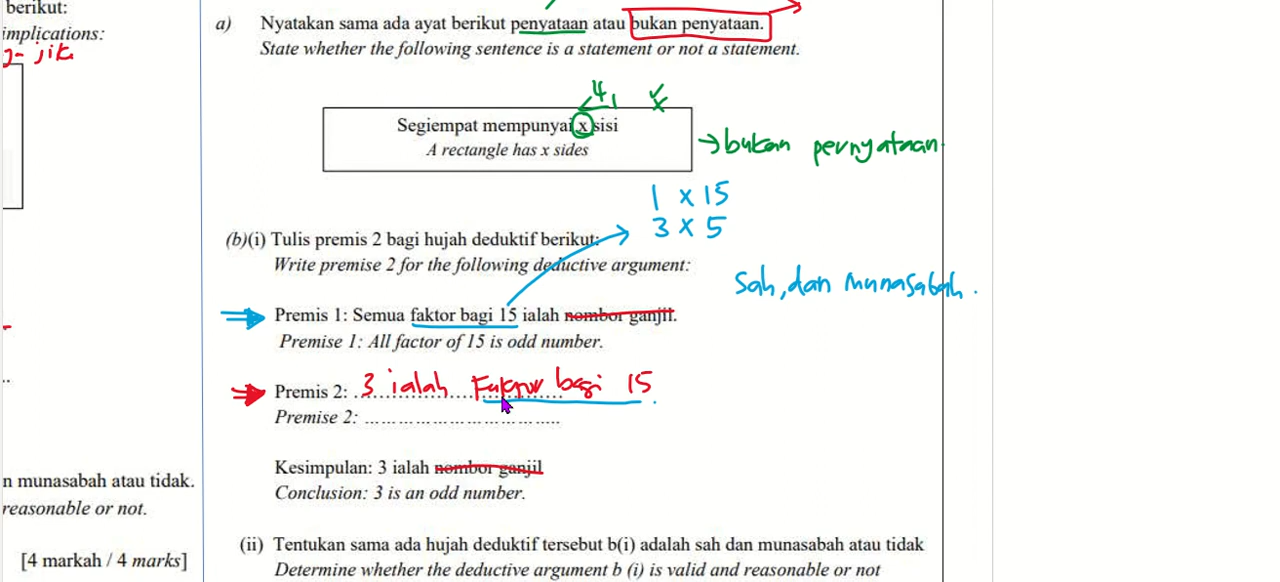 berikut:
implications:
jik
a) Nyatakan sama ada ayat berikut penyataan atau bukan penyataan.
State whether the following sentence is a statement or not a statement.
4
Segiempat mempunyai x sisi
A rectangle has x sides
→ bukan pernyataan.
1 x 15
3 x 5
(b)(i) Tulis premis 2 bagi hujah deduktif berikut:
Write premise 2 for the following deductive argument:
Sah, dan munasabah.
Premis 1: Semua faktor bagi 15 ialah nombor ganjil.
Premise 1: All factor of 15 is odd number.
Premis 2: 3 ialah Faktor bagi 15.
Premise 2: ..............................
Kesimpulan: 3 ialah nombor ganjil
Conclusion: 3 is an odd number.
n munasabah atau tidak.
reasonable or not.
[4 markah / 4 marks]
(ii) Tentukan sama ada hujah deduktif tersebut b(i) adalah sah dan munasabah atau tidak
Determine whether the deductive argument b (i) is valid and reasonable or not